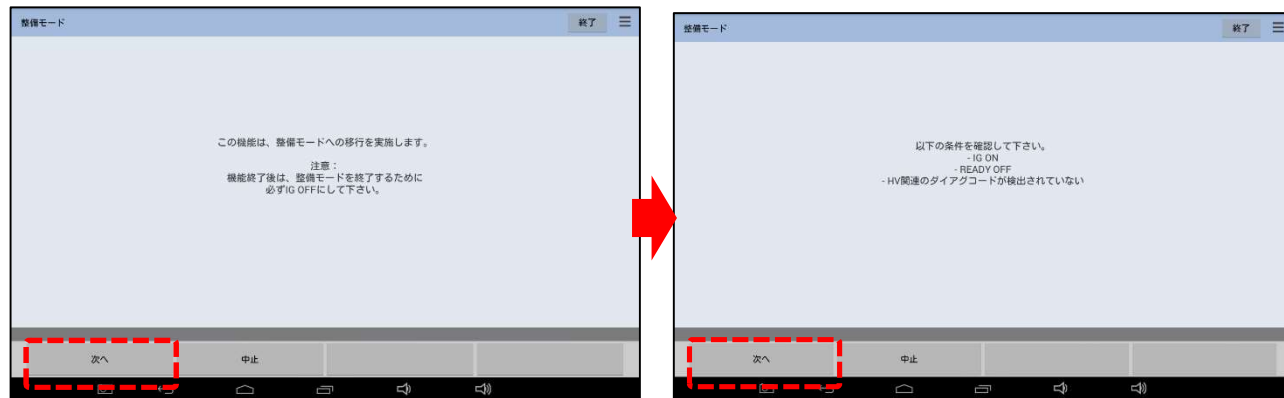 整備モード
終了
この機能は、整備モードへの移行を実施します。
注意：
機能終了後は、整備モードを終了するために
必ずIG OFFにして下さい。
次へ
中止
整備モード
終了
以下の条件を確認して下さい。
- IG ON
- READY OFF
- HV関連のダイアグコードが検出されていない
次へ
中止